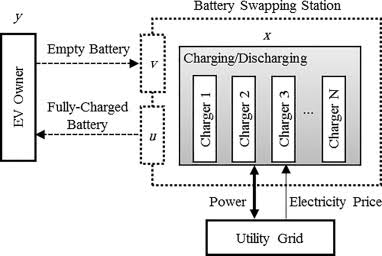 Battery Swapping Station
y
x
Empty Battery
v
Charging/Discharging
EV Owner
Fully-Charged
Battery
u
Charger 1
Charger 2
Charger 3
...
Charger N
Power
Electricity Price
Utility Grid